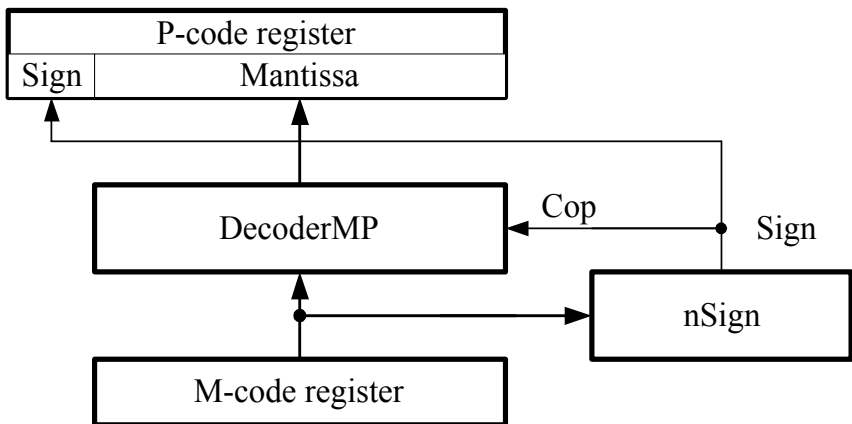 P-code register
Sign Mantissa
Cop
DecoderMP
Sign
nSign
M-code register